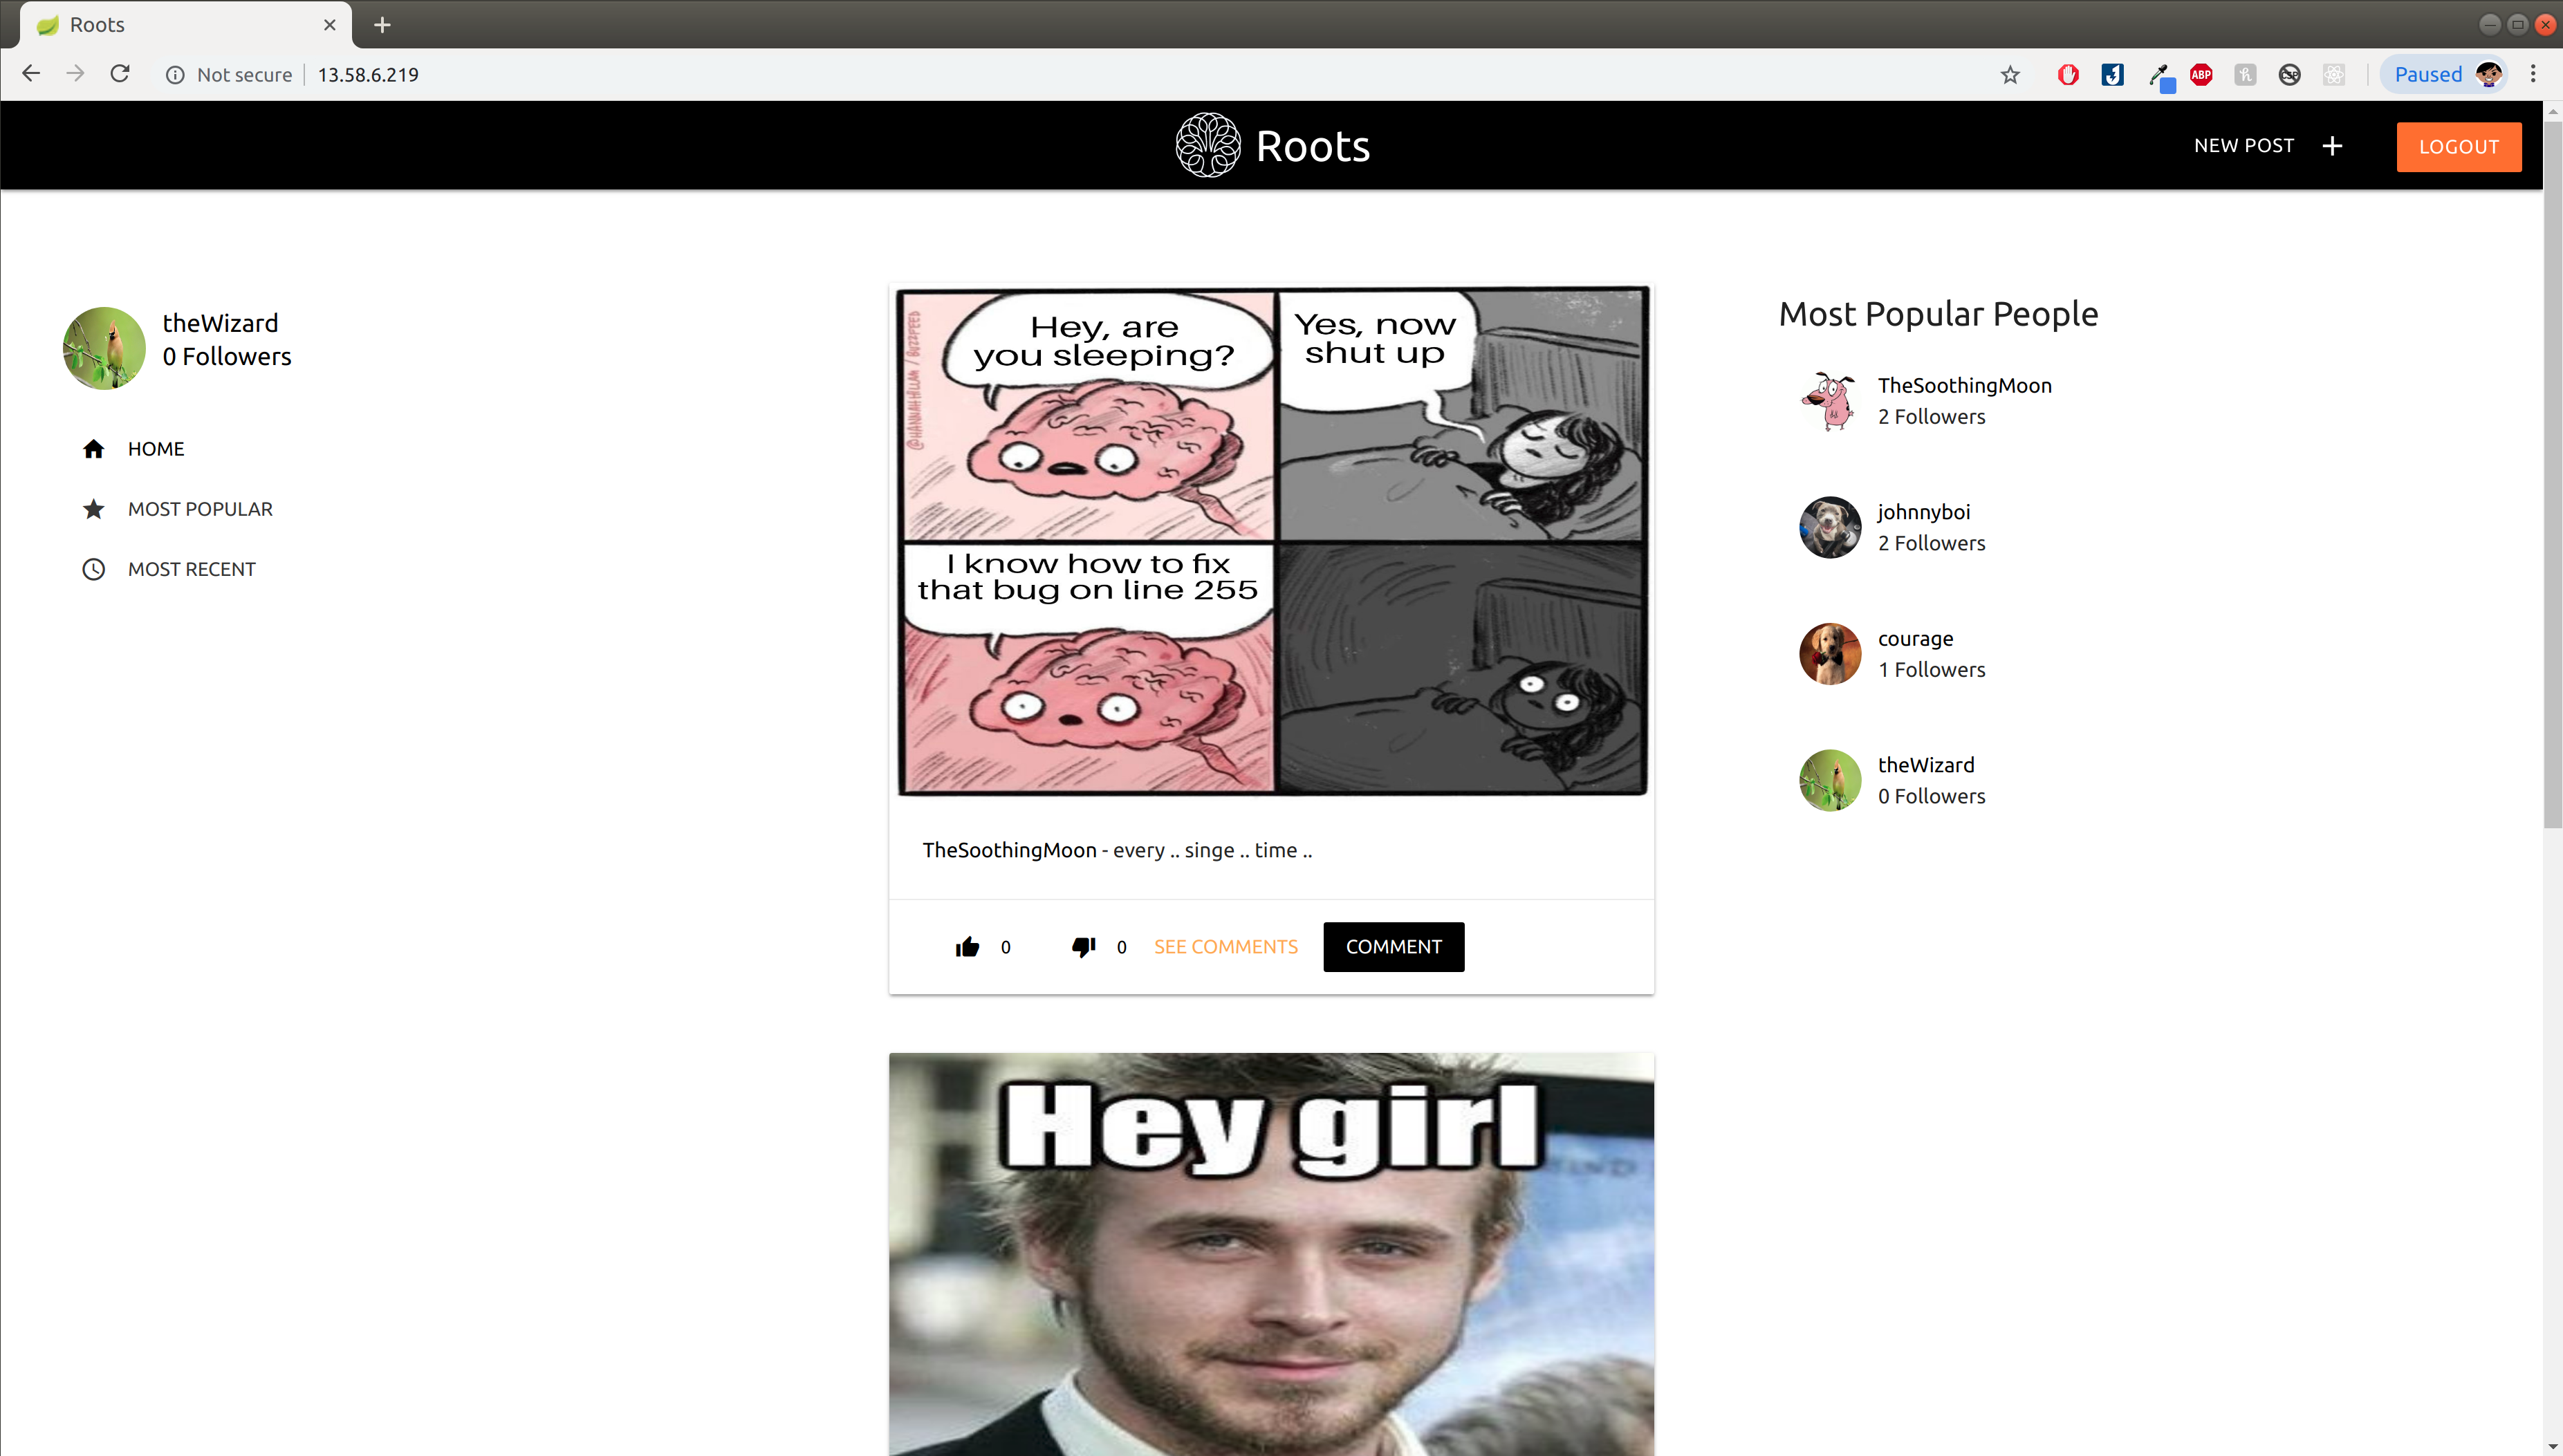 Roots
Not secure
13.58.6.219
ABP
Paused
Roots
NEW POST
LOGOUT
theWizard
0 Followers
HOME
MOST POPULAR
MOST RECENT
@HANNAHHILLAM / BUZZFEED
Hey, are
you sleeping?
Yes, now
shut up
I know how to fix
that bug on line 255
TheSoothingMoon - every .. singe .. time ..
0
0
SEE COMMENTS
COMMENT
Hey girl
Most Popular People
TheSoothingMoon
2 Followers
johnnyboi
2 Followers
courage
1 Followers
theWizard
0 Followers